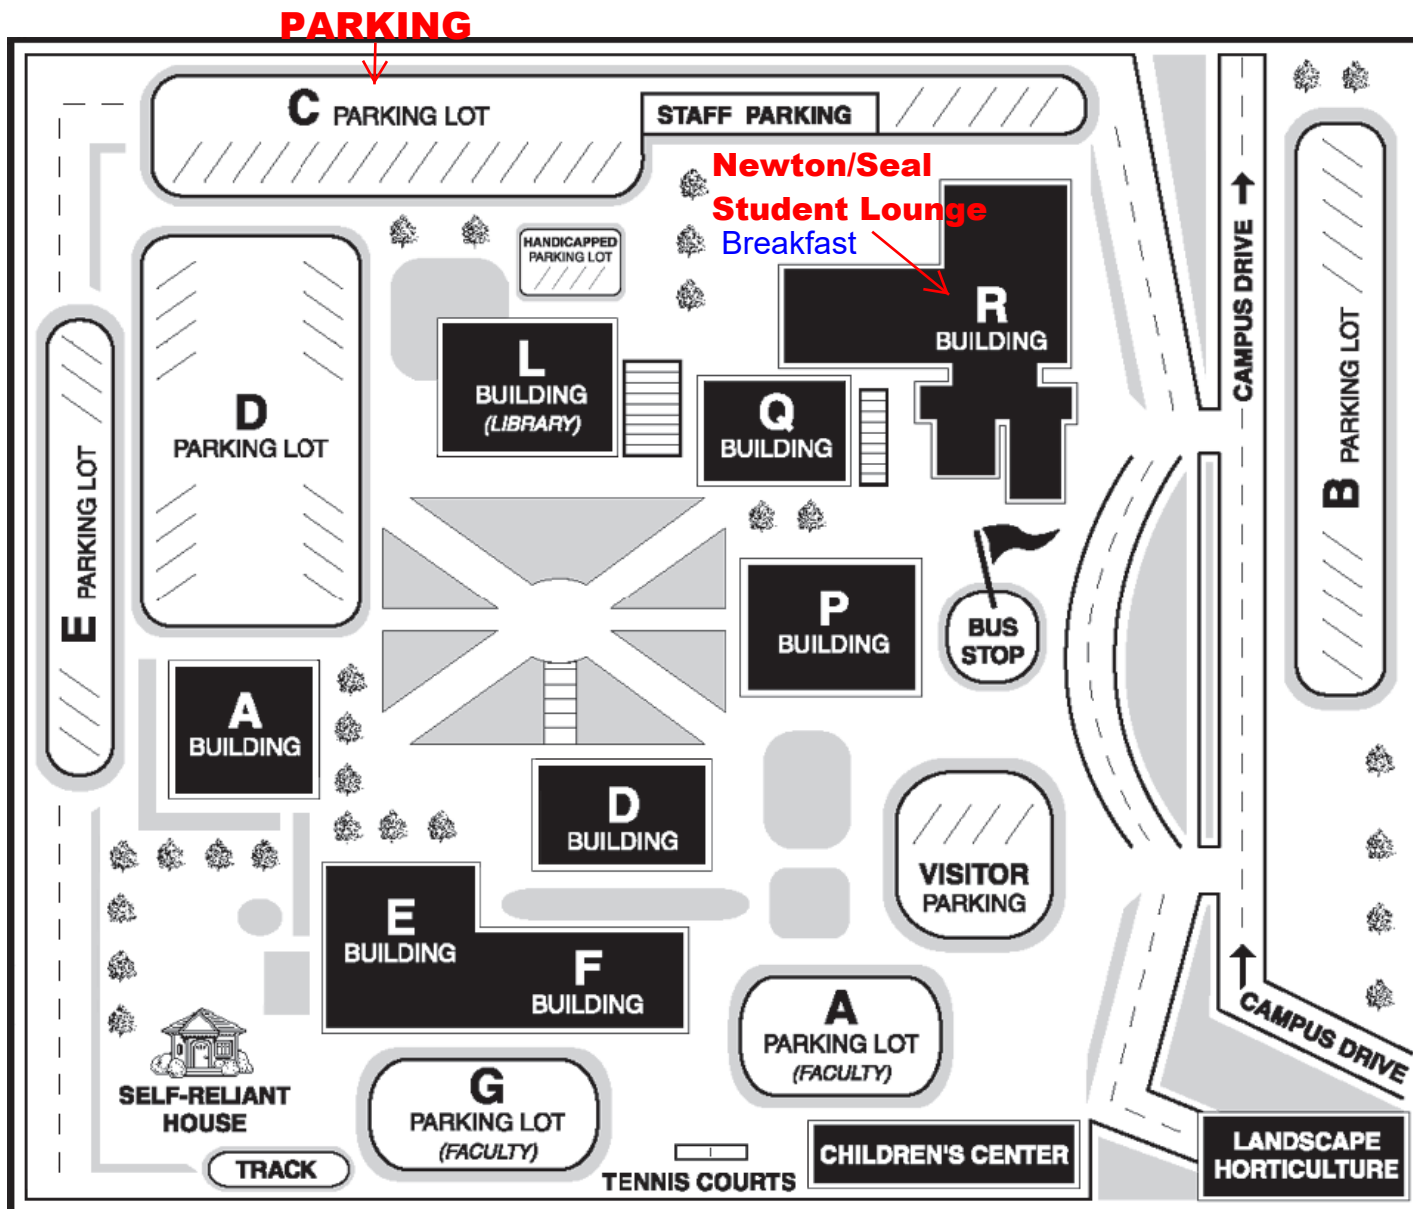 PARKING
C PARKING LOT
STAFF PARKING
Newton/Seal
Student Lounge
Breakfast
HANDICAPPED
PARKING LOT
CAMPUS DRIVE
R
BUILDING
L
BUILDING
(LIBRARY)
Q
BUILDING
D
PARKING LOT
B PARKING LOT
E PARKING LOT
P
BUILDING
BUS
STOP
A
BUILDING
D
BUILDING
VISITOR
PARKING
E
BUILDING
F
BUILDING
A
PARKING LOT
(FACULTY)
CAMPUS DRIVE
SELF-RELIANT
HOUSE
G
PARKING LOT
(FACULTY)
TRACK
TENNIS COURTS
CHILDREN'S CENTER
LANDSCAPE
HORTICULTURE